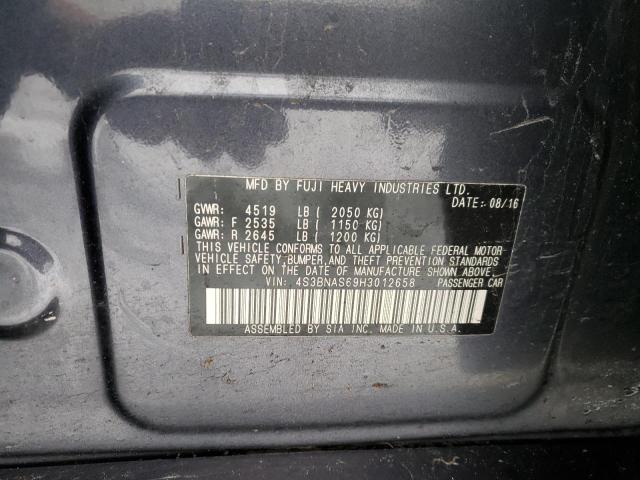 MFD BY FUJI HEAVY INDUSTRIES LTD.
DATE: 08/16
GVWR: 4519 LB ( 2050 KG)
GAWR: F 2535 LB ( 1150 KG)
GAWR: R 2645 LB ( 1200 KG)
THIS VEHICLE CONFORMS TO ALL APPLICABLE FEDERAL MOTOR
VEHICLE SAFETY, BUMPER, AND THEFT PREVENTION STANDARDS
IN EFFECT ON THE DATE OF MANUFACTURE SHOWN ABOVE.
VIN: 4S3BNAS69H3012658 PASSENGER CAR
ASSEMBLED BY SIA INC. MADE IN U.S.A.